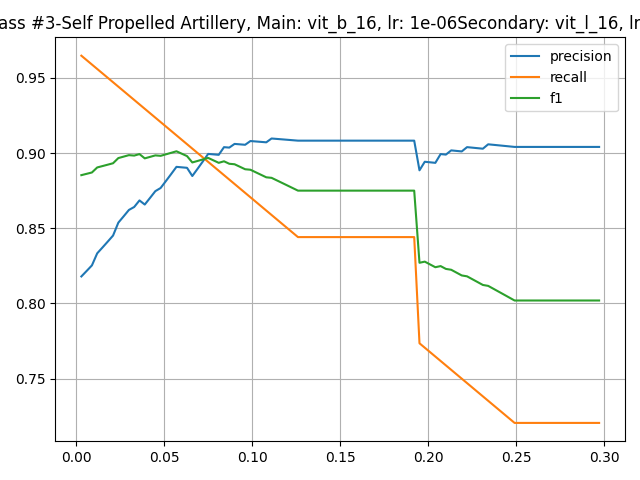 ass #3-Self Propelled Artillery, Main: vit_b_16, lr: 1e-06Secondary: vit_l_16, lr
precision
recall
f1
0.95
0.90
0.85
0.80
0.75
0.00 0.05 0.10 0.15 0.20 0.25 0.30